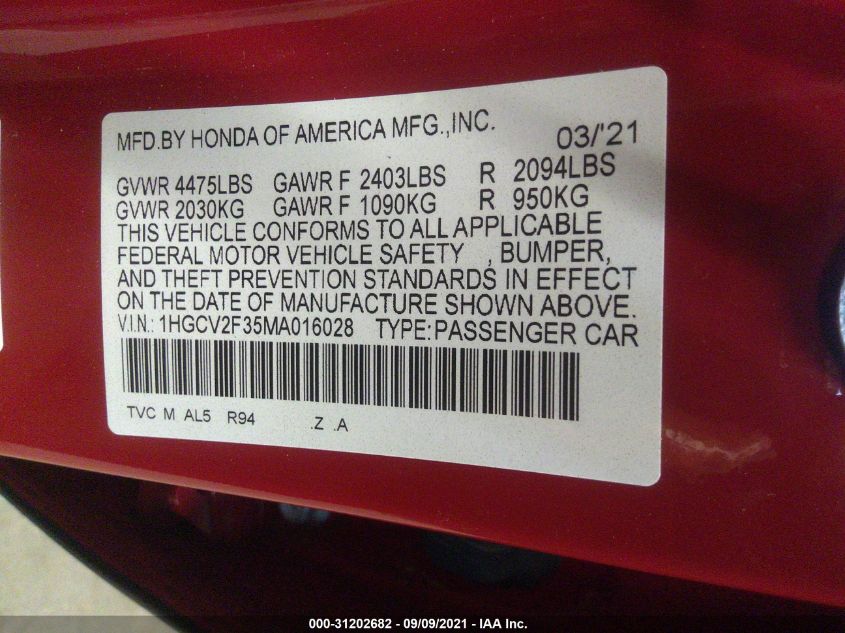 MFD.BY HONDA OF AMERICA MFG.,INC. 03/'21
GVWR 4475LBS GAWR F 2403LBS R 2094LBS
GVWR 2030KG GAWR F 1090KG R 950KG
THIS VEHICLE CONFORMS TO ALL APPLICABLE
FEDERAL MOTOR VEHICLE SAFETY , BUMPER,
AND THEFT PREVENTION STANDARDS IN EFFECT
ON THE DATE OF MANUFACTURE SHOWN ABOVE.
V.I.N.: 1HGCV2F35MA016028 TYPE:PASSENGER CAR
TVC M AL5 R94 .Z .A
000-31202682 - 09/09/2021 - IAA Inc.